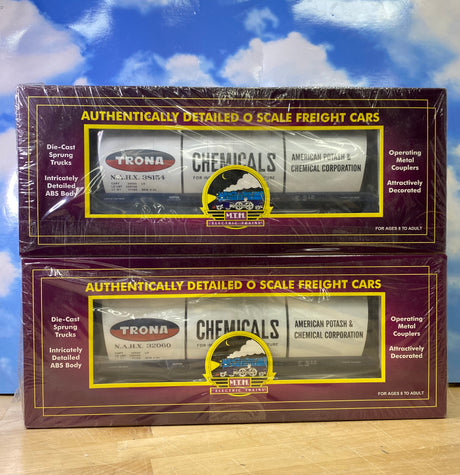 AUTHENTICALLY DETAILED O SCALE FREIGHT CARS
Die-Cast
Sprung
Trucks
Intricately
Detailed
ABS Body
TRONA
N.A.H.X. 38154
CHEMICALS
AMERICAN POTASH &
CHEMICAL CORPORATION
Operating
Metal
Couplers
Attractively
Decorated
M.T.H.
ELECTRIC TRAINS
FOR AGES 8 TO ADULT
AUTHENTICALLY DETAILED O SCALE FREIGHT CARS
Die-Cast
Sprung
Trucks
Intricately
Detailed
ABS Body
TRONA
N.A.H.X. 32060
CHEMICALS
AMERICAN POTASH &
CHEMICAL CORPORATION
Operating
Metal
Couplers
Attractively
Decorated
M.T.H.
ELECTRIC TRAINS
FOR AGES 8 TO ADULT